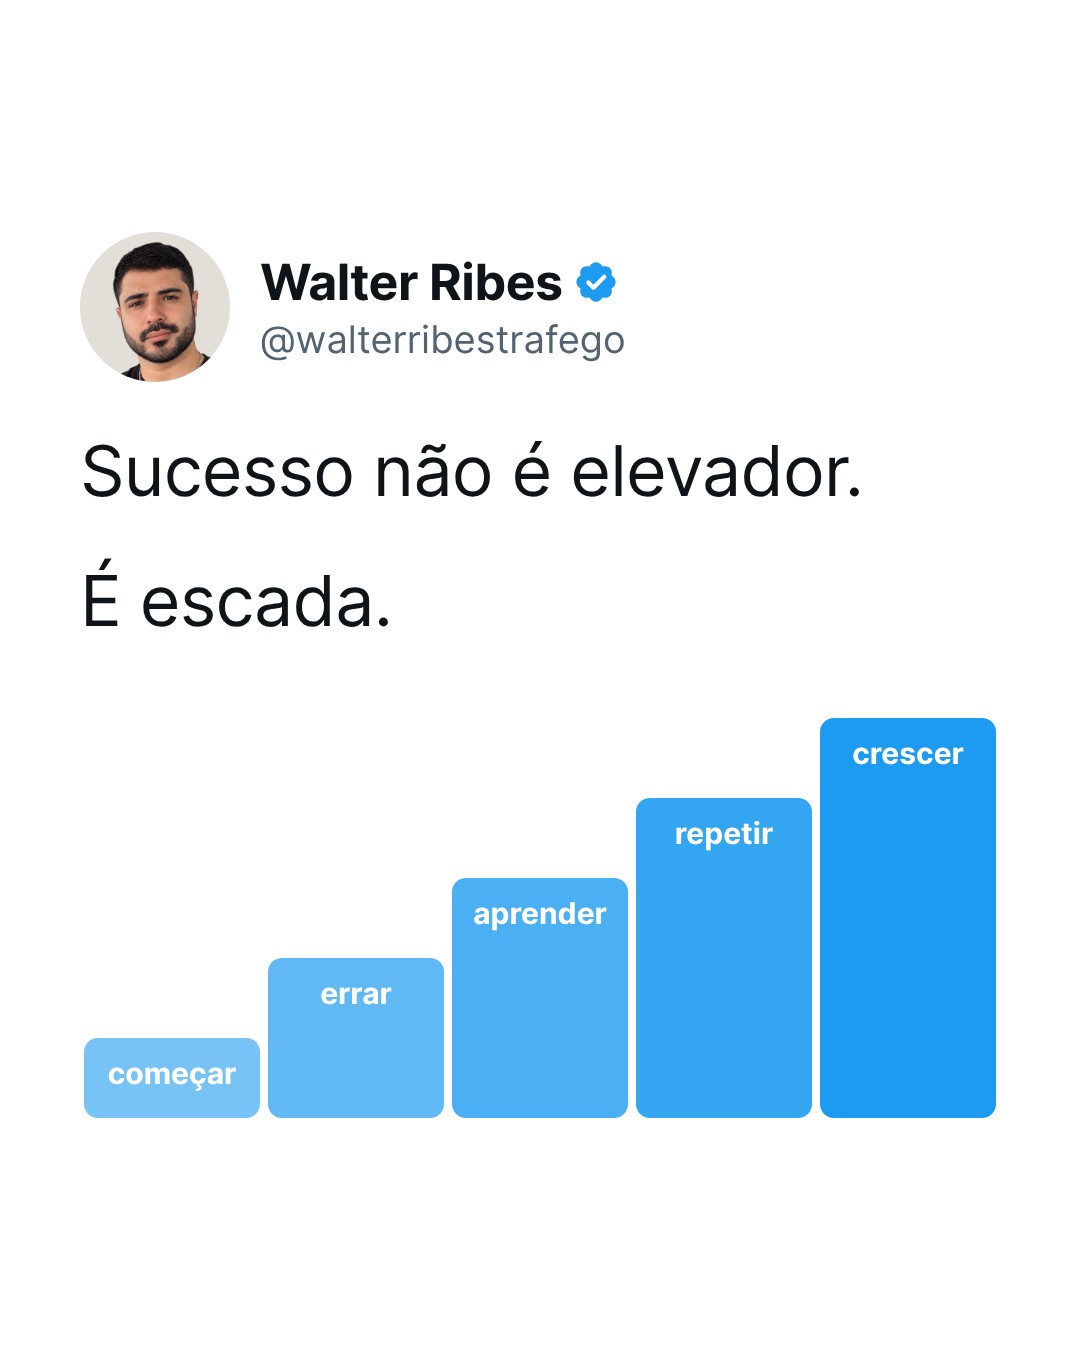 Walter Ribes
@walterribestrafego
Sucesso não é elevador.
É escada.
crescer
repetir
aprender
errar
começar